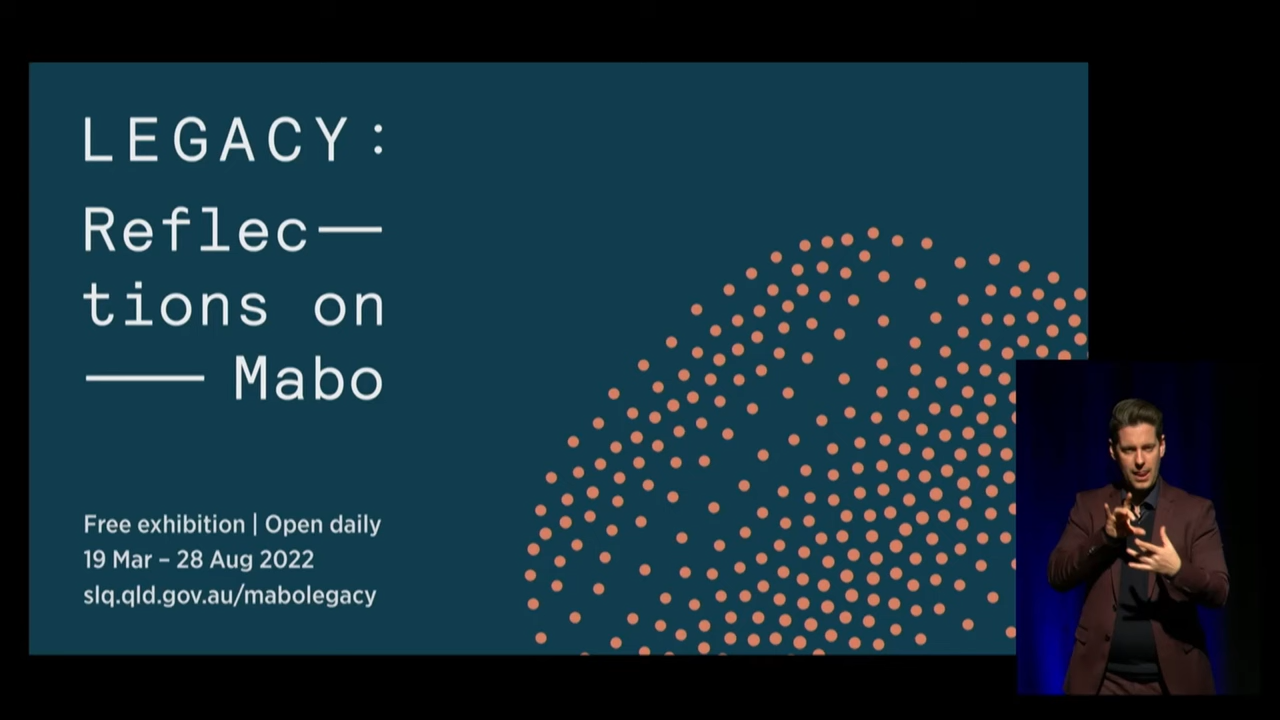 LEGACY:
Reflec—
tions on
— Mabo
Free exhibition | Open daily
19 Mar – 28 Aug 2022
slq.qld.gov.au/mabolegacy